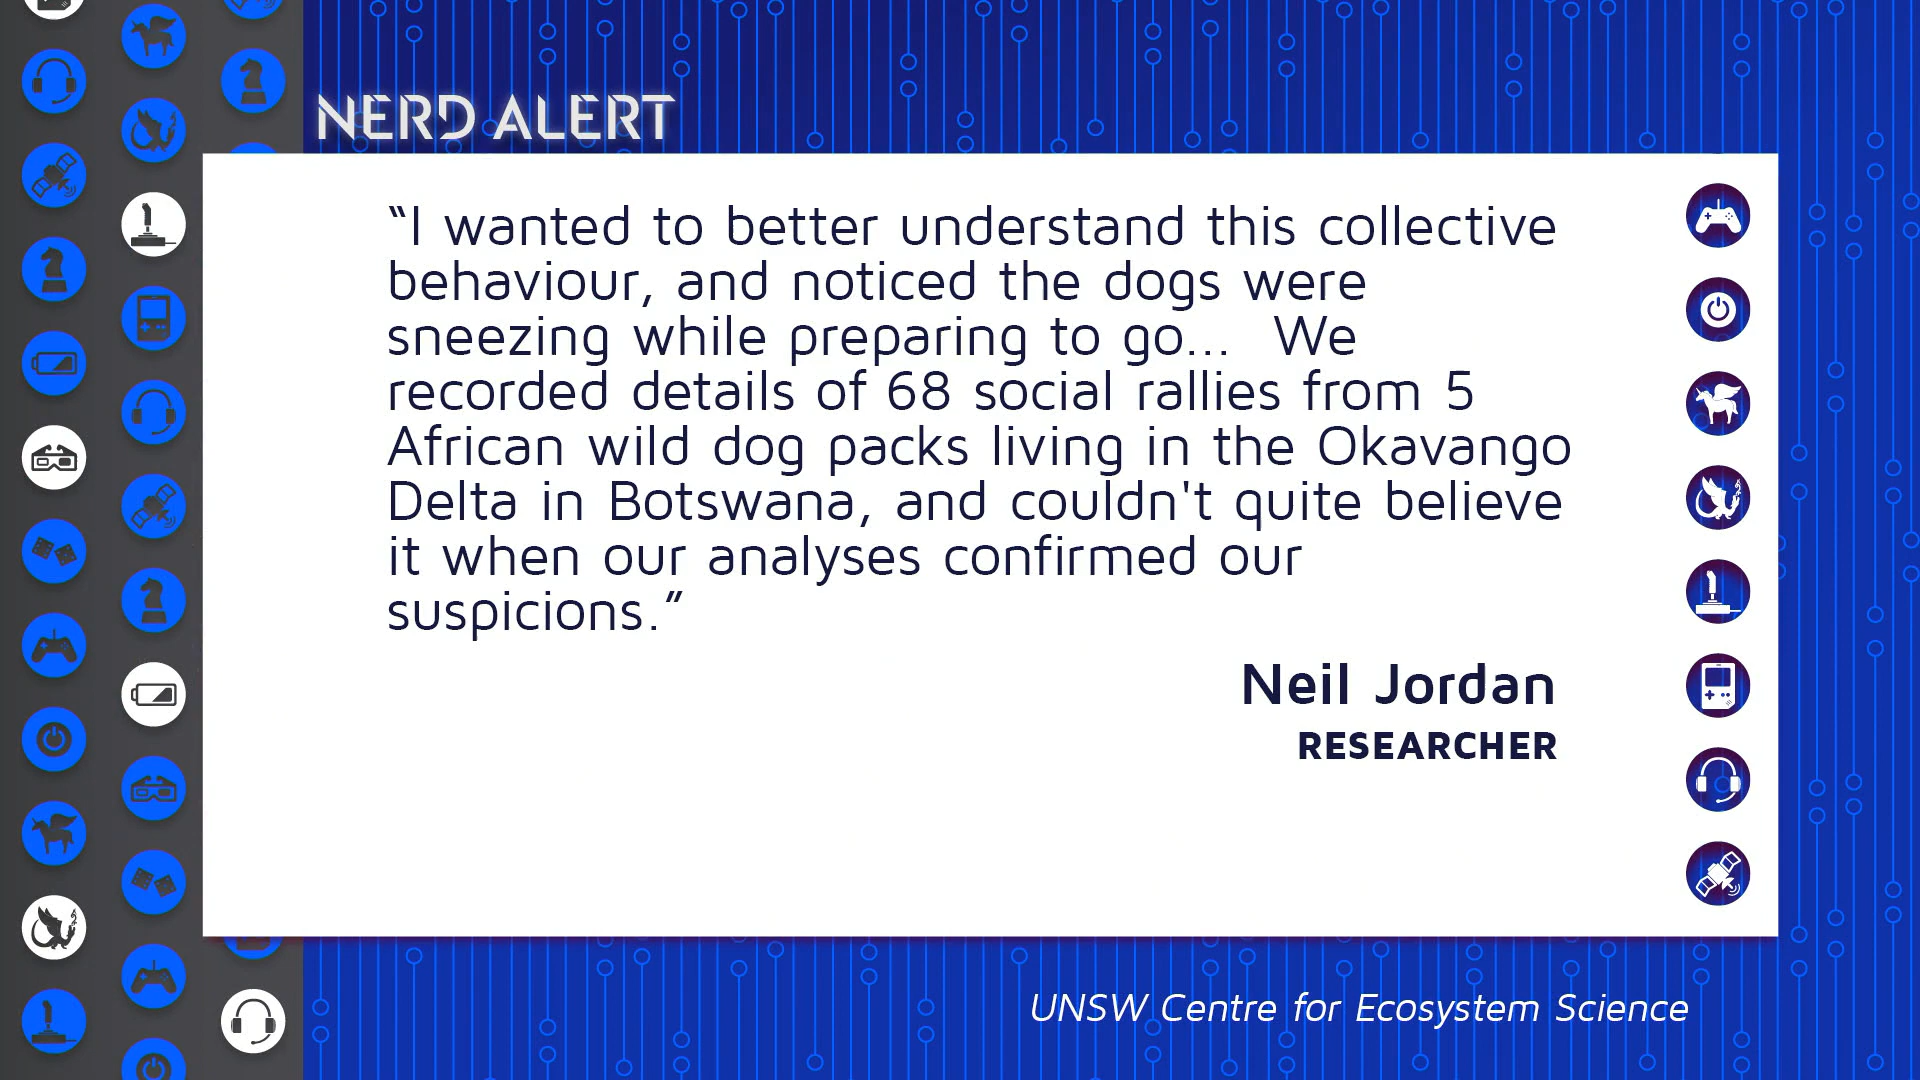 NERD ALERT
“I wanted to better understand this collective
behaviour, and noticed the dogs were
sneezing while preparing to go...  We
recorded details of 68 social rallies from 5
African wild dog packs living in the Okavango
Delta in Botswana, and couldn't quite believe
it when our analyses confirmed our
suspicions.”
Neil Jordan
RESEARCHER
UNSW Centre for Ecosystem Science